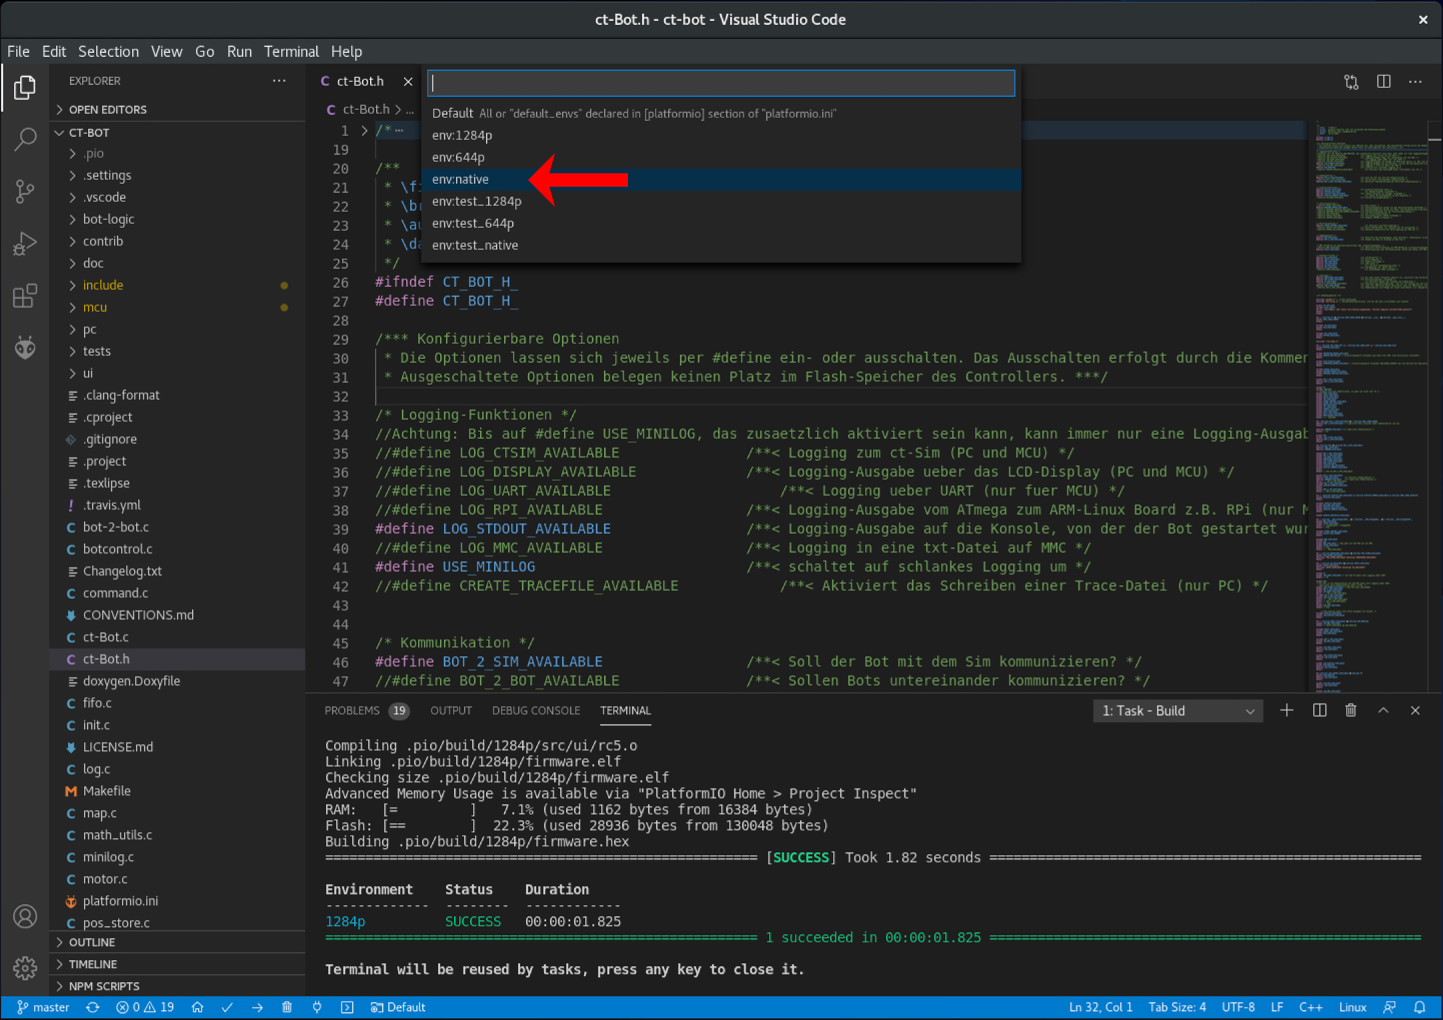 ct-Bot.h - ct-bot - Visual Studio Code
File Edit Selection View Go Run Terminal Help
EXPLORER
OPEN EDITORS
CT-BOT
.pio
.settings
.vscode
bot-logic
contrib
doc
include
mcu
pc
tests
ui
.clang-format
.cproject
.gitignore
.project
.texlipse
.travis.yml
bot-2-bot.c
botcontrol.c
Changelog.txt
command.c
CONVENTIONS.md
ct-Bot.c
ct-Bot.h
doxygen.Doxyfile
fifo.c
init.c
LICENSE.md
log.c
Makefile
map.c
math_utils.c
minilog.c
motor.c
platformio.ini
pos_store.c
OUTLINE
TIMELINE
NPM SCRIPTS
C ct-Bot.h
C ct-Bot.h > ...
Default All or "default_envs" declared in [platformio] section of "platformio.ini"
env:1284p
env:644p
env:native
env:test_1284p
env:test_644p
env:test_native
1 /* ⋯
19
20 /**
21 * \fi
22 * \br
23 * \au
24 * \da
25 */
26 #ifndef CT_BOT_H_
27 #define CT_BOT_H_
28
29 /*** Konfigurierbare Optionen
30 * Die Optionen lassen sich jeweils per #define ein- oder ausschalten. Das Ausschalten erfolgt durch die Kommen
31 * Ausgeschaltete Optionen belegen keinen Platz im Flash-Speicher des Controllers. ***/
32
33 /* Logging-Funktionen */
34 //Achtung: Bis auf #define USE_MINILOG, das zusaetzlich aktiviert sein kann, kann immer nur eine Logging-Ausgab
35 //#define LOG_CTSIM_AVAILABLE /**< Logging zum ct-Sim (PC und MCU) */
36 //#define LOG_DISPLAY_AVAILABLE /**< Logging-Ausgabe ueber das LCD-Display (PC und MCU) */
37 //#define LOG_UART_AVAILABLE /**< Logging ueber UART (nur fuer MCU) */
38 //#define LOG_RPI_AVAILABLE /**< Logging-Ausgabe vom ATmega zum ARM-Linux Board z.B. RPi (nur M
39 #define LOG_STDOUT_AVAILABLE /**< Logging-Ausgabe auf die Konsole, von der der Bot gestartet wur
40 //#define LOG_MMC_AVAILABLE /**< Logging in eine txt-Datei auf MMC */
41 #define USE_MINILOG /**< schaltet auf schlankes Logging um */
42 //#define CREATE_TRACEFILE_AVAILABLE /**< Aktiviert das Schreiben einer Trace-Datei (nur PC) */
43
44
45 /* Kommunikation */
46 #define BOT_2_SIM_AVAILABLE /**< Soll der Bot mit dem Sim kommunizieren? */
47 //#define BOT_2_BOT_AVAILABLE /**< Sollen Bots untereinander kommunizieren? */
PROBLEMS 19 OUTPUT DEBUG CONSOLE TERMINAL 1: Task - Build
Compiling .pio/build/1284p/src/ui/rc5.o
Linking .pio/build/1284p/firmware.elf
Checking size .pio/build/1284p/firmware.elf
Advanced Memory Usage is available via "PlatformIO Home > Project Inspect"
RAM: [= ] 7.1% (used 1162 bytes from 16384 bytes)
Flash: [== ] 22.3% (used 28936 bytes from 130048 bytes)
Building .pio/build/1284p/firmware.hex
[SUCCESS] Took 1.82 seconds
Environment Status Duration
------------- -------- ------------
1284p SUCCESS 00:00:01.825
1 succeeded in 00:00:01.825
Terminal will be reused by tasks, press any key to close it.
master 0 19 Default Ln 32, Col 1 Tab Size: 4 UTF-8 LF C++ Linux